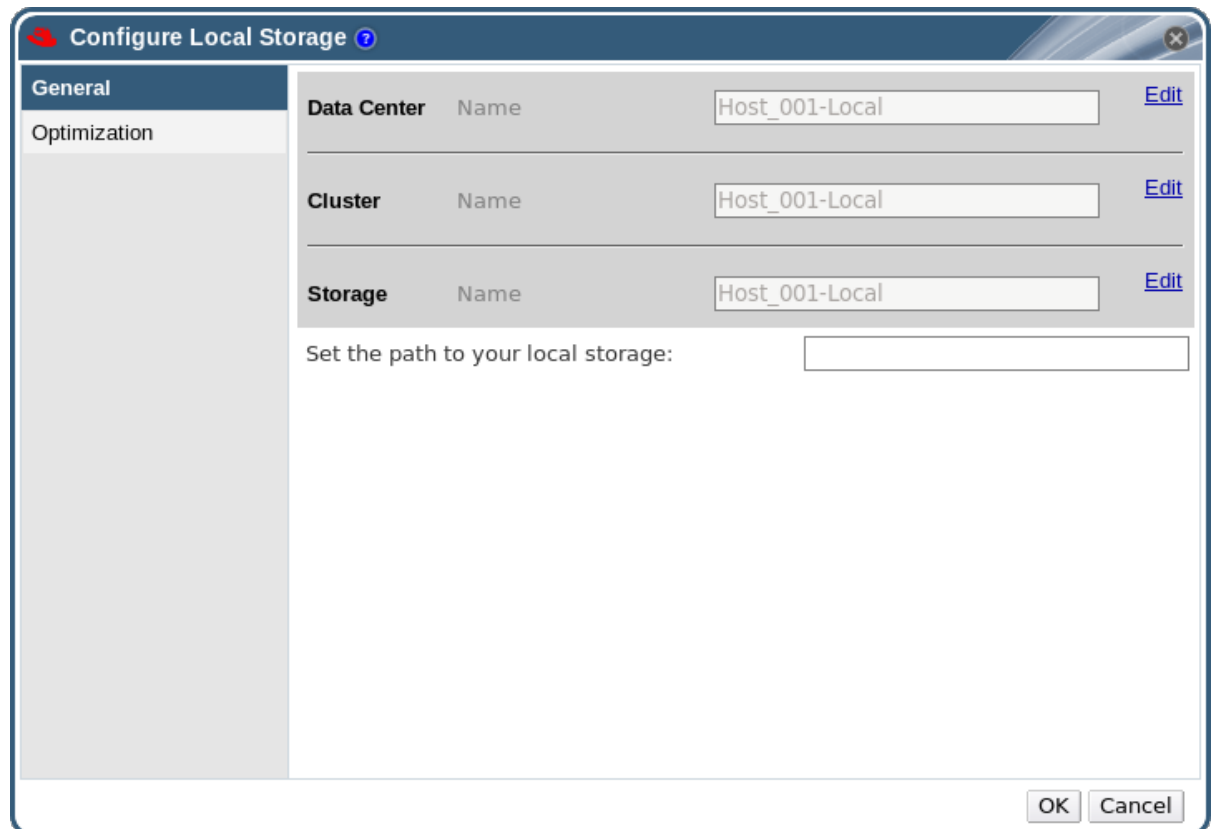 Configure Local Storage ?
General
Optimization
Data Center Name Host_001-Local Edit
Cluster Name Host_001-Local Edit
Storage Name Host_001-Local Edit
Set the path to your local storage:
OK Cancel